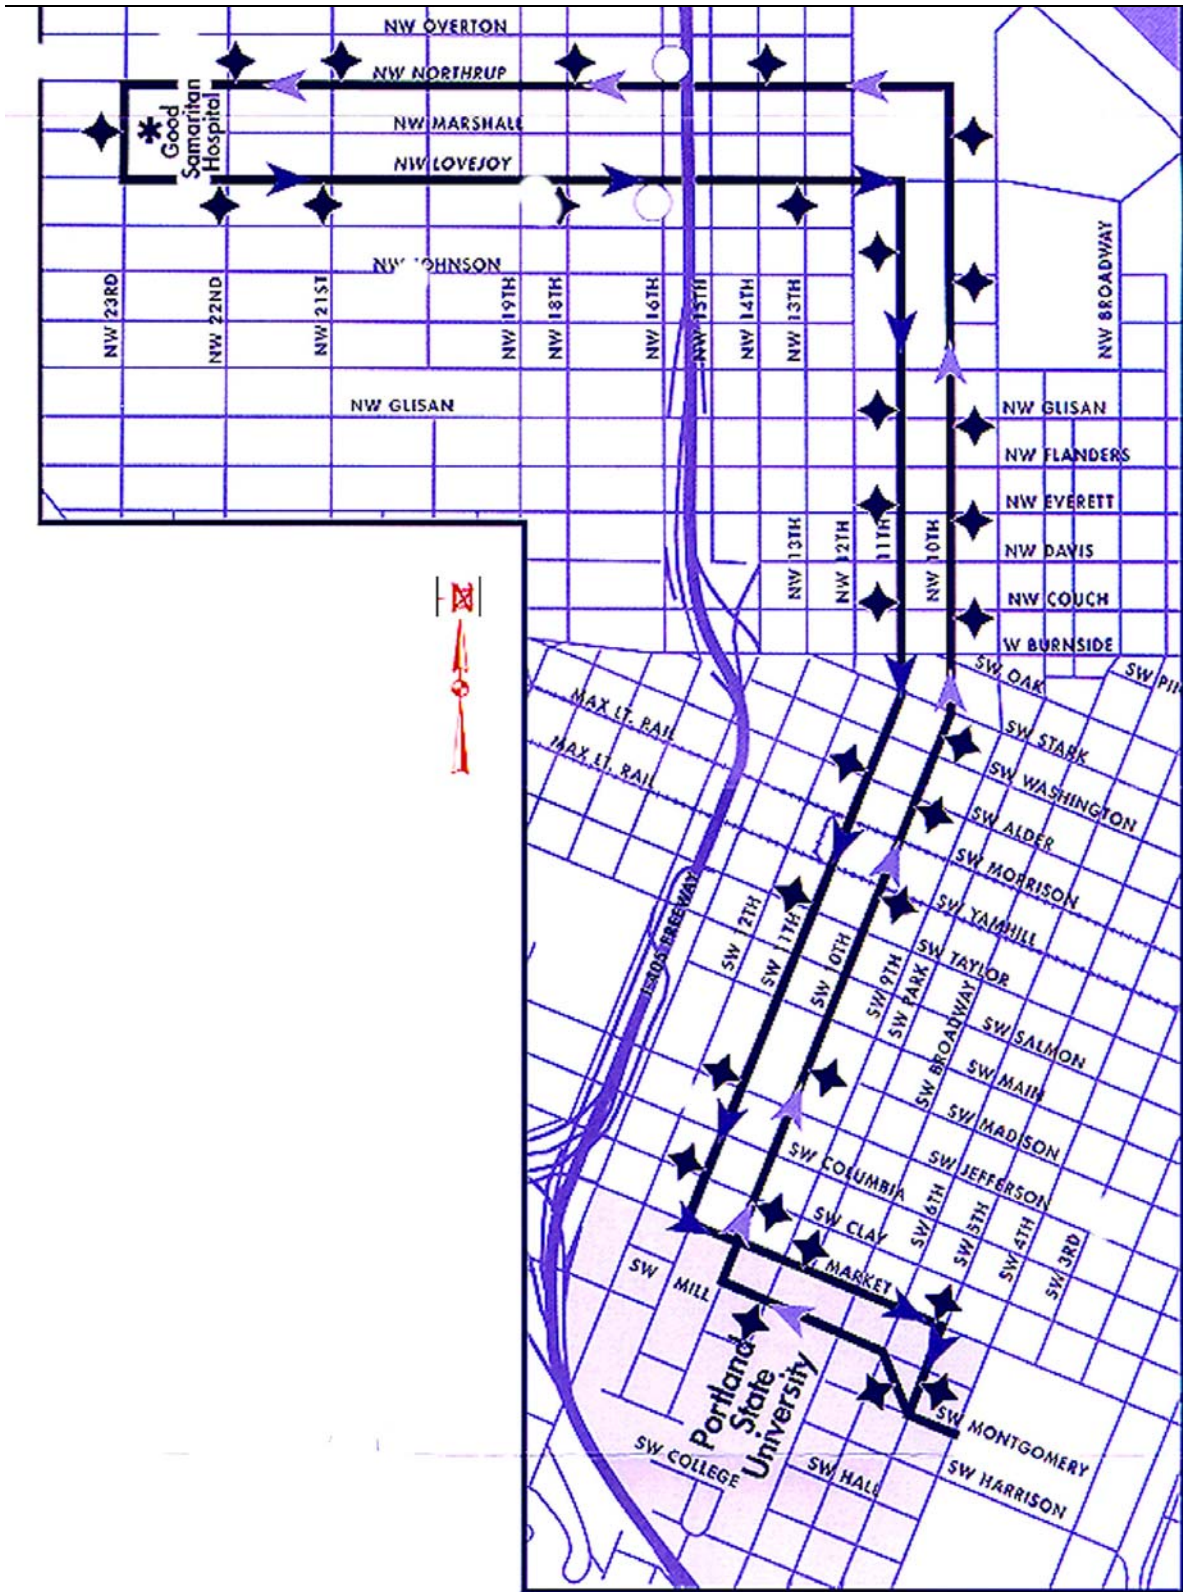 NW OVERTON
NW NORTHRUP
Good
Samaritan
Hospital
NW MARSHALL
NW LOVEJOY
NW JOHNSON
NW 23RD
NW 22ND
NW 21ST
NW 19TH
NW 18TH
NW 16TH
NW 15TH
NW 14TH
NW 13TH
NW BROADWAY
NW GLISAN
NW GLISAN
NW FLANDERS
NW EVERETT
NW DAVIS
NW COUCH
W BURNSIDE
NW 13TH
NW 12TH
11TH
NW 10TH
SW OAK
SW PI
SW STARK
SW WASHINGTON
SW ALDER
SW MORRISON
SW YAMHILL
SW TAYLOR
SW SALMON
SW MAIN
SW MADISON
SW JEFFERSON
SW COLUMBIA
SW CLAY
MARKET
MAX LT. RAIL
MAX LT. RAIL
FREEWAY
SW 12TH
SW 11TH
SW 10TH
SW 9TH
SW PARK
SW BROADWAY
SW 6TH
SW 5TH
SW 4TH
SW 3RD
SW MILL
Portland
State
University
SW MONTGOMERY
SW HARRISON
SW COLLEGE
SW HALL